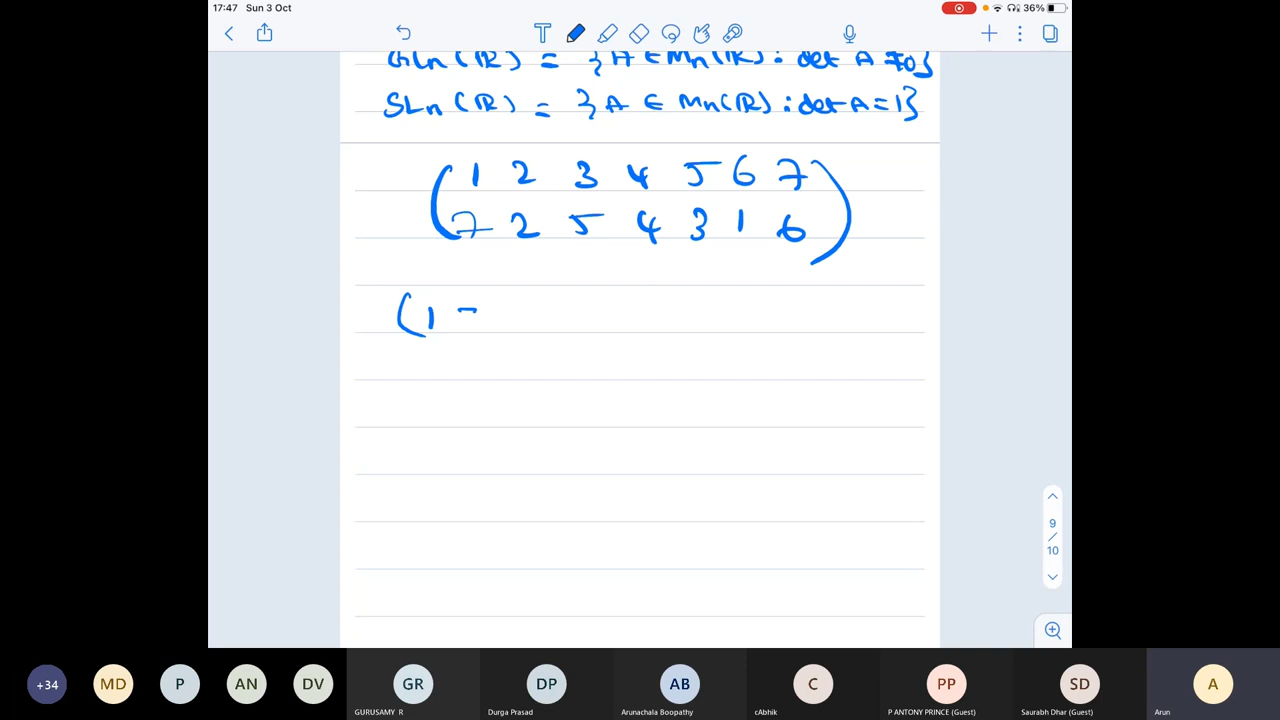 17:47 Sun 3 Oct 36%
GLn (R) = {A ∈ Mn(R) : det A ≠ 0}
SLn (R) = {A ∈ Mn(R) : det A = 1}
( 1 2 3 4 5 6 7
7 2 5 4 3 1 6 )
( 1
9
/
10
+34 MD P AN DV GR DP AB C PP SD A
GURUSAMY R Durga Prasad Arunachala Boopathy cAbhik P ANTONY PRINCE (Guest) Saurabh Dhar (Guest) Arun